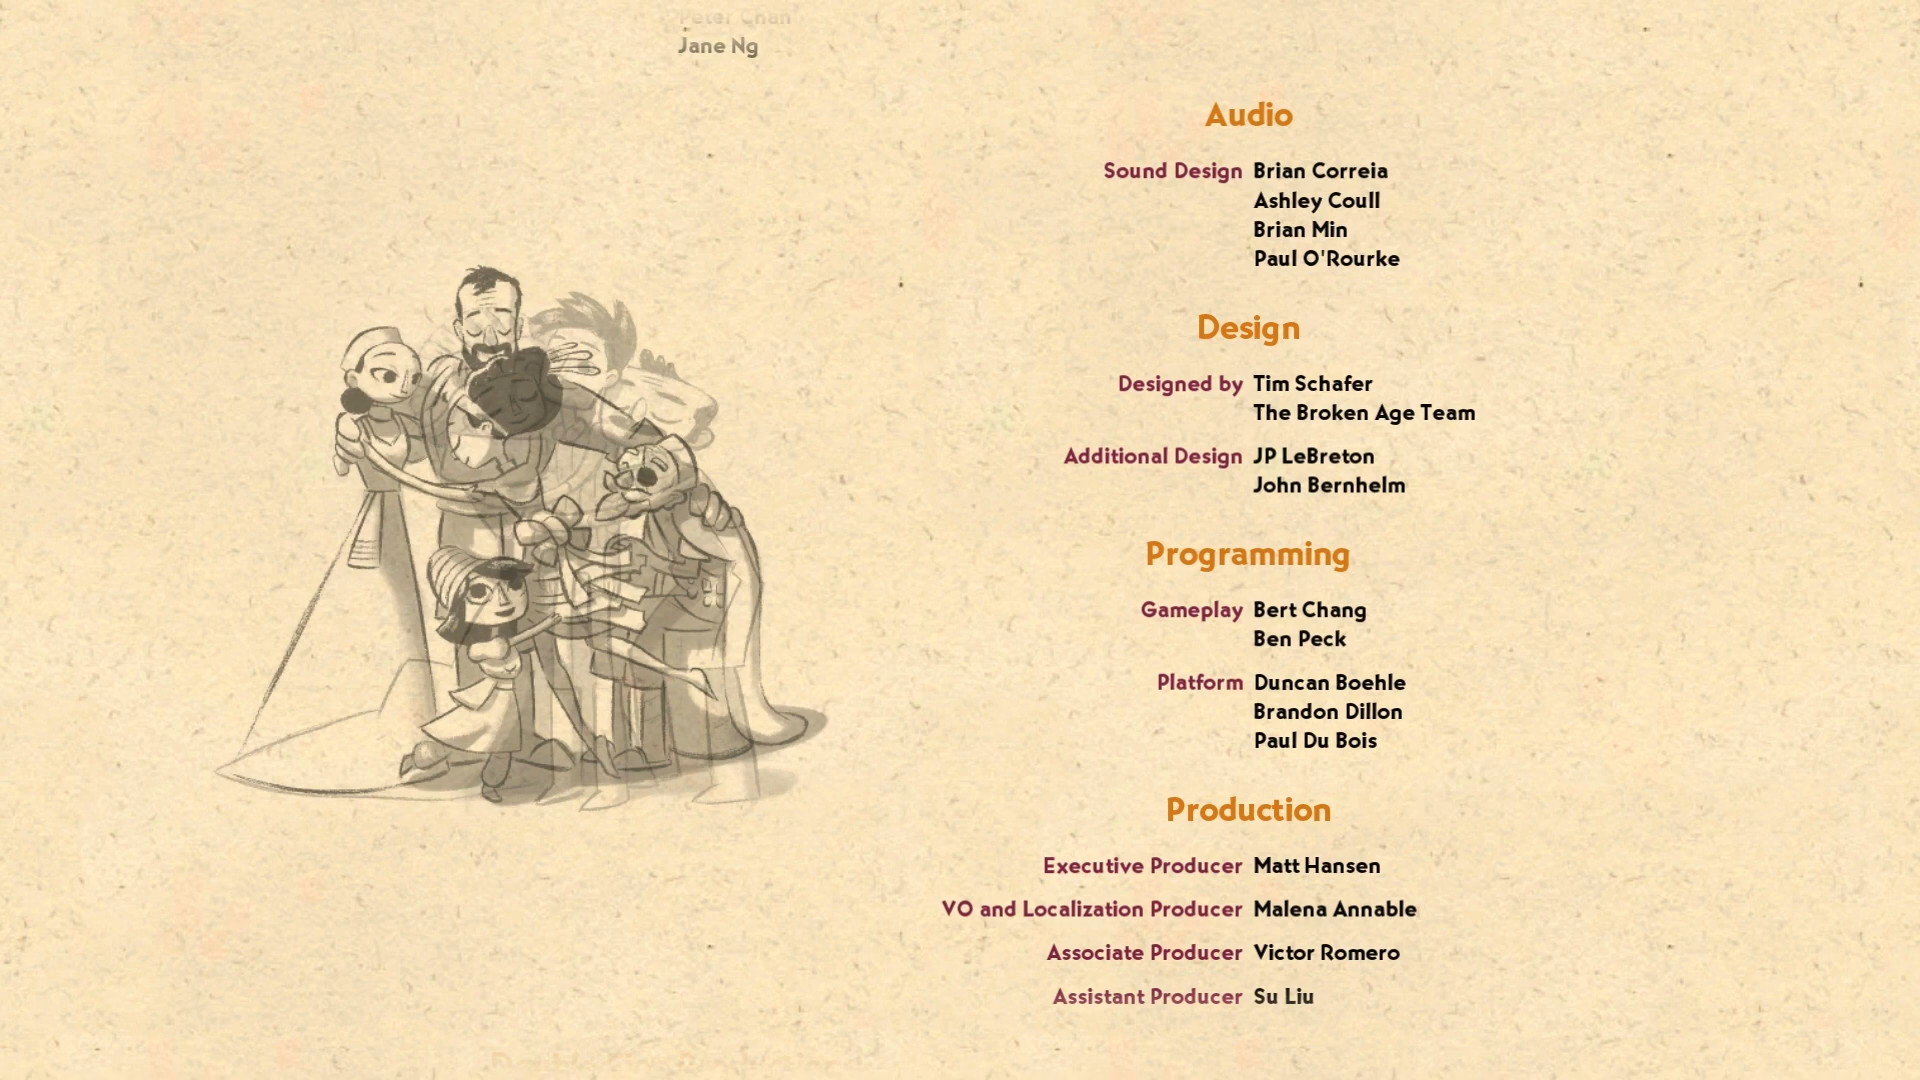 Peter Chan
Jane Ng
Audio
Sound Design Brian Correia
Ashley Coull
Brian Min
Paul O'Rourke
Design
Designed by Tim Schafer
The Broken Age Team
Additional Design JP LeBreton
John Bernhelm
Programming
Gameplay Bert Chang
Ben Peck
Platform Duncan Boehle
Brandon Dillon
Paul Du Bois
Production
Executive Producer Matt Hansen
VO and Localization Producer Malena Annable
Associate Producer Victor Romero
Assistant Producer Su Liu